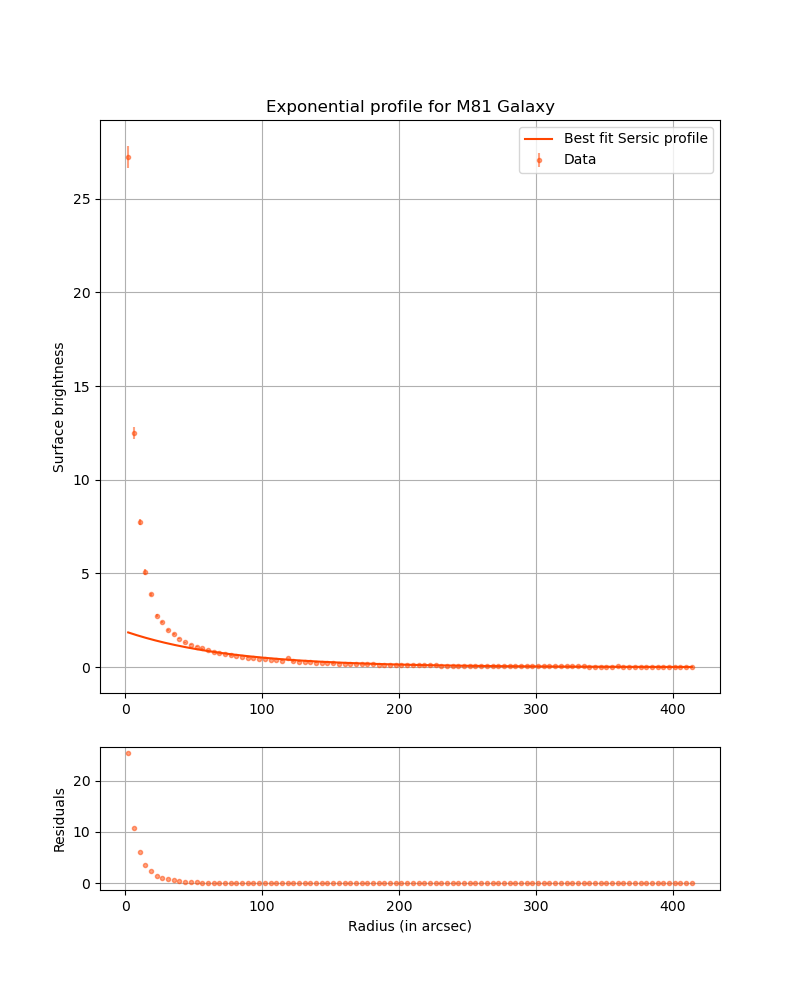 Exponential profile for M81 Galaxy
Best fit Sersic profile
Data
Surface brightness
25
20
15
10
5
0
0 100 200 300 400
Residuals
20
10
0
0 100 200 300 400
Radius (in arcsec)